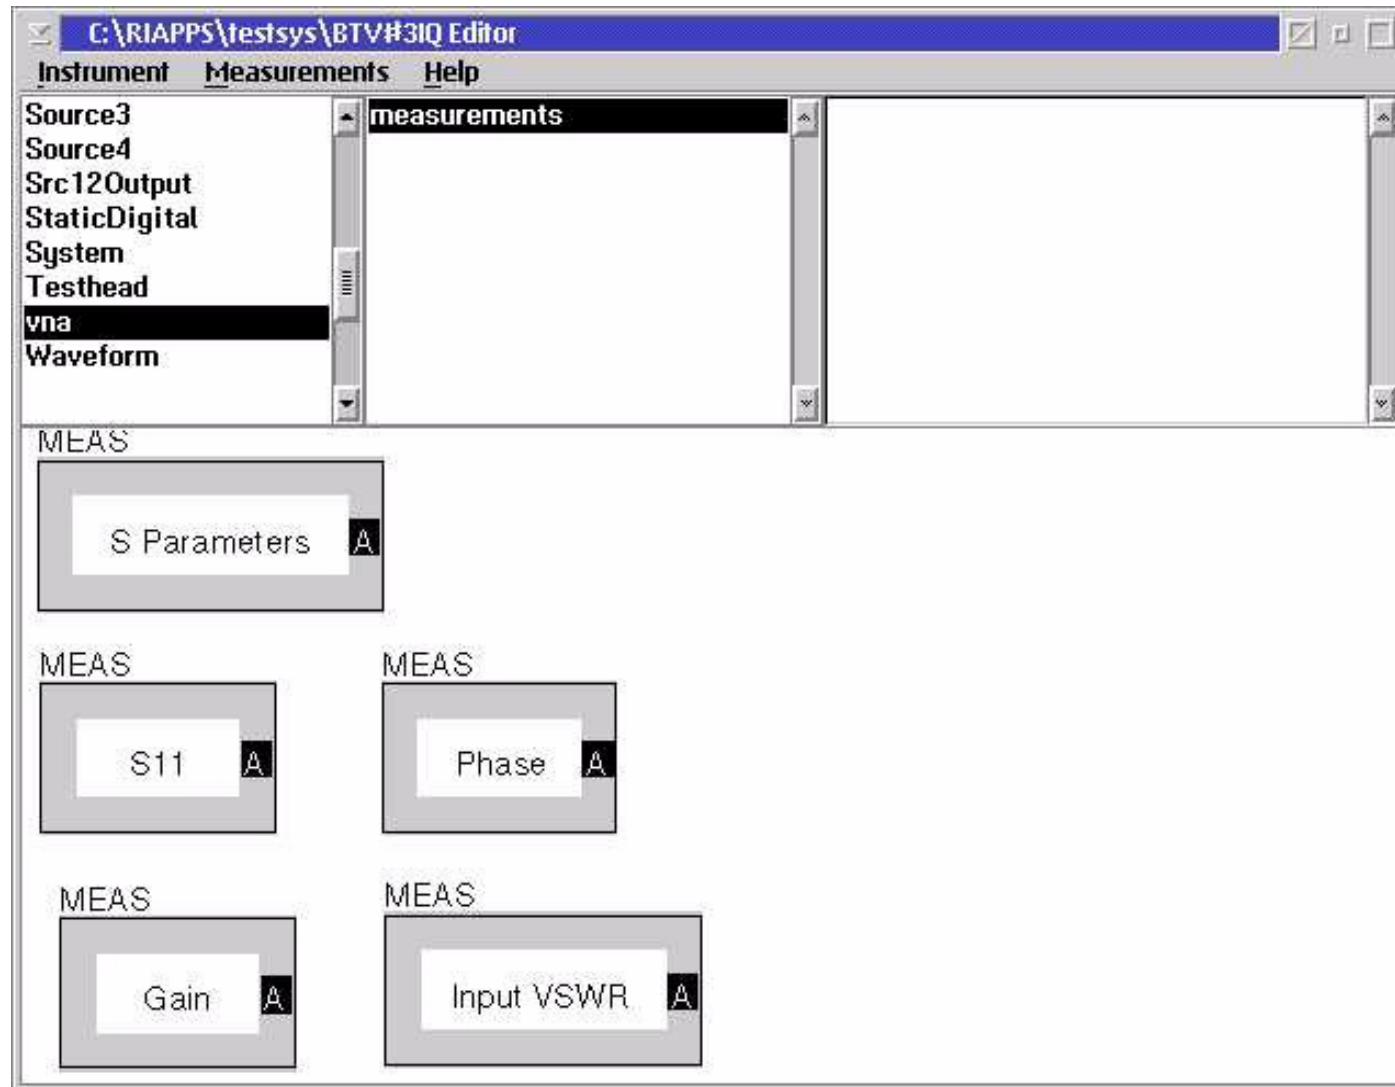 C:\RIAPPS\testsys\BTV#3IQ Editor
Instrument Measurements Help
Source3
Source4
Src12Output
StaticDigital
System
Testhead
vna
Waveform
measurements
MEAS
S Parameters A
MEAS MEAS
S11 A Phase A
MEAS MEAS
Gain A Input VSWR A